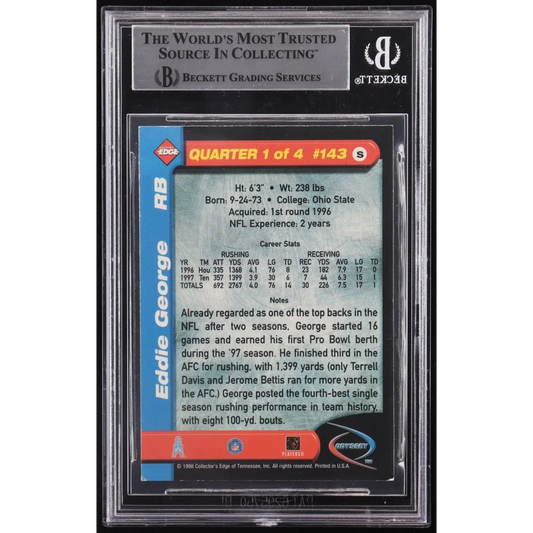 THE WORLD'S MOST TRUSTED
SOURCE IN COLLECTING™
BECKETT GRADING SERVICES
BECKETT
EDGE
QUARTER 1 of 4 #143 S
Eddie George RB
Ht: 6'3" • Wt: 238 lbs
Born: 9-24-73 • College: Ohio State
Acquired: 1st round 1996
NFL Experience: 2 years
Career Stats
RUSHING RECEIVING
YR TM ATT YDS AVG LG TD REC YDS AVG LG TD
1996 Hou 335 1368 4.1 76 8 23 182 7.9 17 0
1997 Ten 357 1399 3.9 30 6 7 44 6.3 15 1
TOTALS 692 2767 4.0 76 14 30 226 7.5 17 1
Notes
Already regarded as one of the top backs in the
NFL after two seasons, George started 16
games and earned his first Pro Bowl berth
during the '97 season. He finished third in the
AFC for rushing, with 1,399 yards (only Terrell
Davis and Jerome Bettis ran for more yards in
the AFC.) George posted the fourth-best single
season rushing performance in team history,
with eight 100-yd. bouts.
PLAYERS
ODYSSEY
© 1998 Collector's Edge of Tennessee, Inc. All rights reserved. Printed in U.S.A.